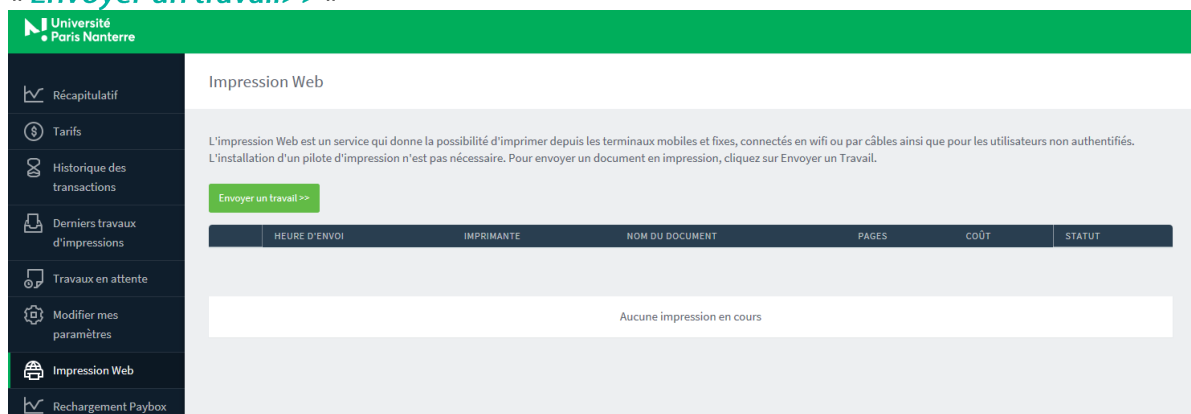 « Envoyer un travail>> »
Université
Paris Nanterre
Récapitulatif
Tarifs
Historique des
transactions
Derniers travaux
d'impressions
Travaux en attente
Modifier mes
paramètres
Impression Web
Rechargement Paybox
Impression Web
L'impression Web est un service qui donne la possibilité d'imprimer depuis les terminaux mobiles et fixes, connectés en wifi ou par câbles ainsi que pour les utilisateurs non authentifiés.
L'installation d'un pilote d'impression n'est pas nécessaire. Pour envoyer un document en impression, cliquez sur Envoyer un Travail.
Envoyer un travail >>
HEURE D'ENVOI IMPRIMANTE NOM DU DOCUMENT PAGES COÛT STATUT
Aucune impression en cours